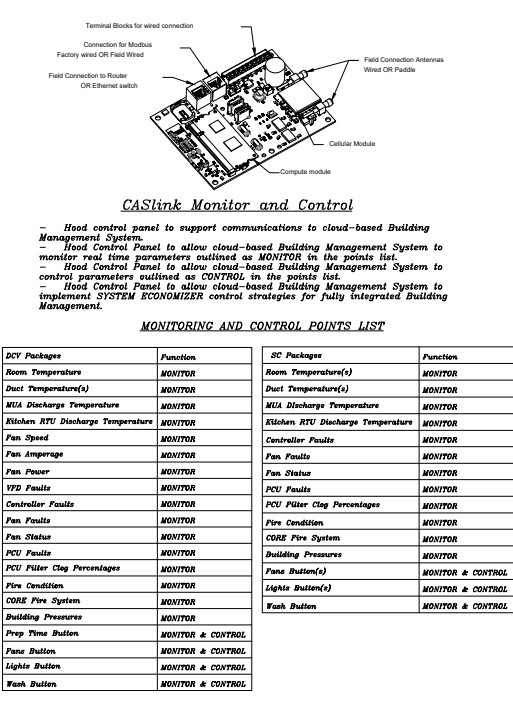 Terminal Blocks for wired connection
Connection for Modbus
Factory wired OR Field Wired
Field Connection to Router
OR Ethernet switch
Field Connection Antennas
Wired OR Paddle
Cellular Module
Compute module
CASlink Monitor and Control
– Hood control panel to support communications to cloud-based Building
Management System.
– Hood Control Panel to allow cloud-based Building Management System to
monitor real time parameters outlined as MONITOR in the points list.
– Hood Control Panel to allow cloud-based Building Management System to
control parameters outlined as CONTROL in the points list.
– Hood Control Panel to allow cloud-based Building Management System to
implement SYSTEM ECONOMIZER control strategies for fully integrated Building
Management.
MONITORING AND CONTROL POINTS LIST
DCV Packages Function
Room Temperature MONITOR
Duct Temperature(s) MONITOR
MUA Discharge Temperature MONITOR
Kitchen RTU Discharge Temperature MONITOR
Fan Speed MONITOR
Fan Amperage MONITOR
Fan Power MONITOR
VFD Faults MONITOR
Controller Faults MONITOR
Fan Faults MONITOR
Fan Status MONITOR
PCU Faults MONITOR
PCU Filter Clog Percentages MONITOR
Fire Condition MONITOR
CORE Fire System MONITOR
Building Pressures MONITOR
Prep Time Button MONITOR & CONTROL
Fans Button MONITOR & CONTROL
Lights Button MONITOR & CONTROL
Wash Button MONITOR & CONTROL
SC Packages Function
Room Temperature(s) MONITOR
Duct Temperature(s) MONITOR
MUA DIscharge Temperature MONITOR
Kitchen RTU Discharge Temperature MONITOR
Controller Faults MONITOR
Fan Faults MONITOR
Fan Status MONITOR
PCU Faults MONITOR
PCU Filter Clog Percentages MONITOR
Fire Condition MONITOR
CORE Fire System MONITOR
Building Pressures MONITOR
Fans Button(s) MONITOR & CONTROL
Lights Button(s) MONITOR & CONTROL
Wash Button MONITOR & CONTROL